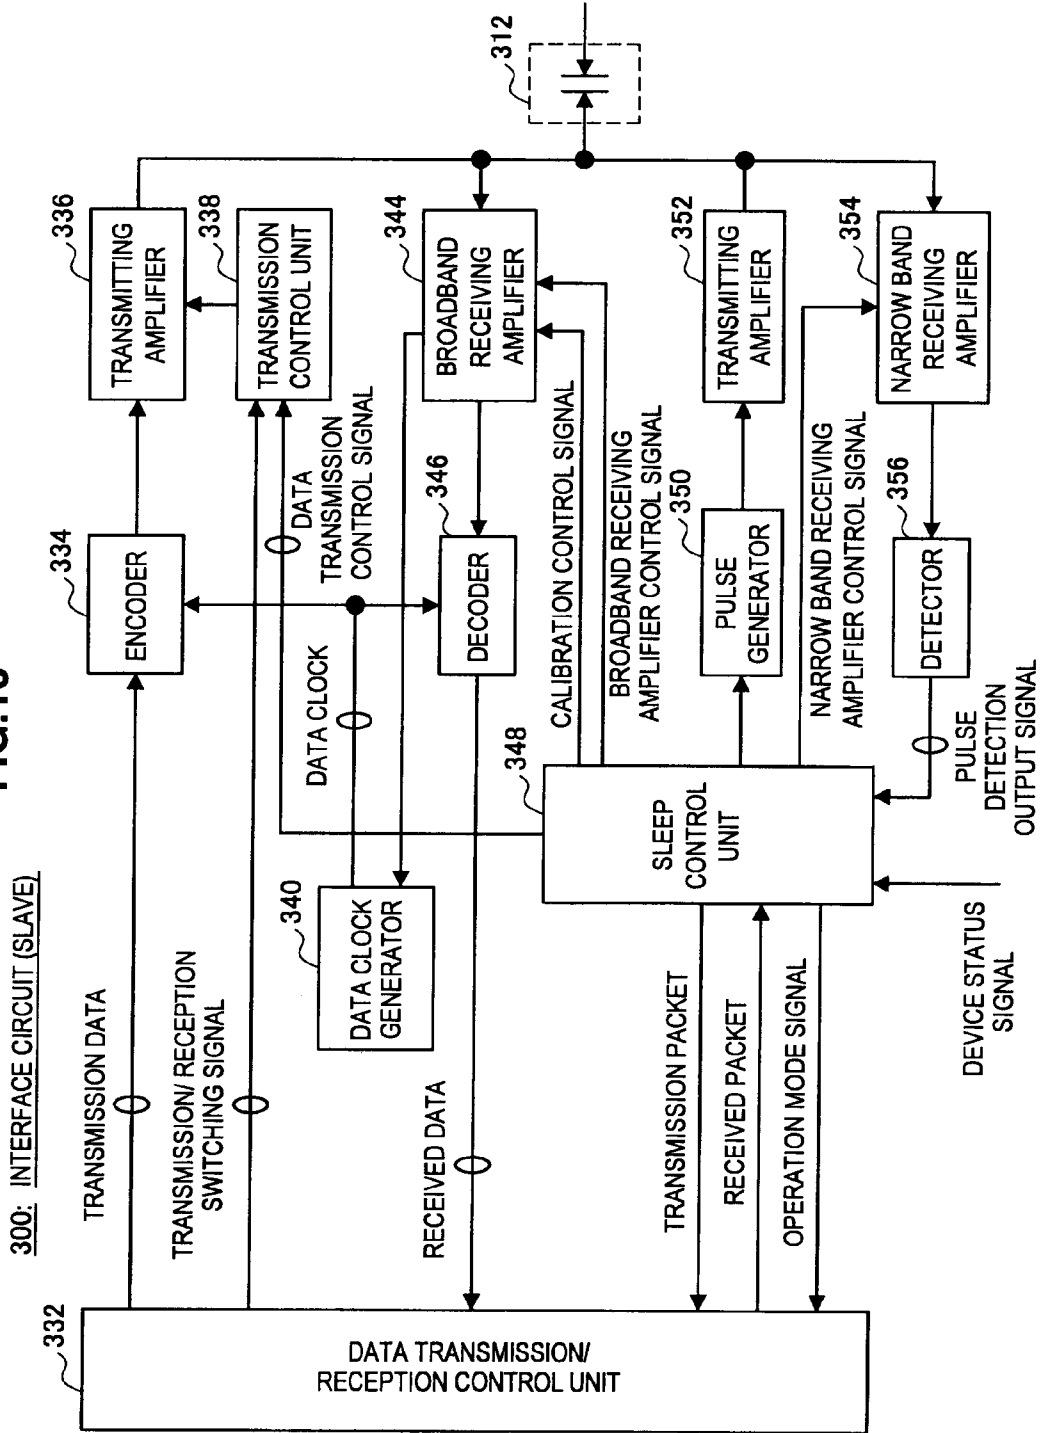 300: INTERFACE CIRCUIT (SLAVE)
332
DATA TRANSMISSION/
RECEPTION CONTROL UNIT
TRANSMISSION DATA
334
ENCODER
336
TRANSMITTING
AMPLIFIER
TRANSMISSION/ RECEPTION
SWITCHING SIGNAL
338
TRANSMISSION
CONTROL UNIT
DATA
TRANSMISSION
CONTROL SIGNAL
340
DATA CLOCK
GENERATOR
DATA CLOCK
344
BROADBAND
RECEIVING
AMPLIFIER
346
DECODER
RECEIVED DATA
312
348
SLEEP
CONTROL
UNIT
CALIBRATION CONTROL SIGNAL
BROADBAND RECEIVING
AMPLIFIER CONTROL SIGNAL
TRANSMISSION PACKET
RECEIVED PACKET
OPERATION MODE SIGNAL
350
PULSE
GENERATOR
352
TRANSMITTING
AMPLIFIER
NARROW BAND RECEIVING
AMPLIFIER CONTROL SIGNAL
354
NARROW BAND
RECEIVING
AMPLIFIER
356
DETECTOR
PULSE
DETECTION
OUTPUT SIGNAL
DEVICE STATUS
SIGNAL